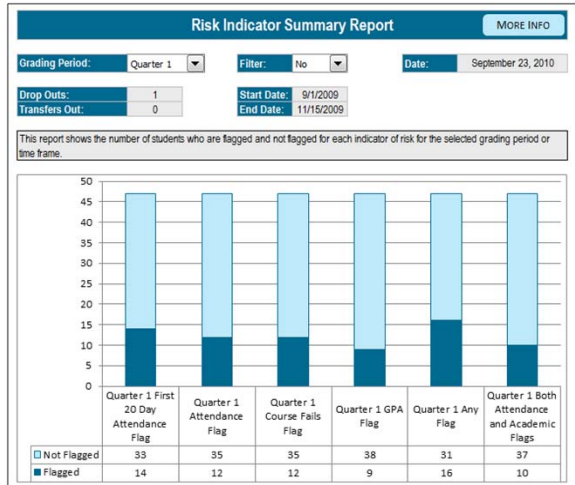 Risk Indicator Summary Report
MORE INFO
Grading Period: Quarter 1 Filter: No Date: September 23, 2010
Drop Outs: 1 Start Date: 9/1/2009
Transfers Out: 0 End Date: 11/15/2009
This report shows the number of students who are flagged and not flagged for each indicator of risk for the selected grading period or
time frame.
50
45
40
35
30
25
20
15
10
5
0
Quarter 1 First
20 Day
Attendance
Flag
Quarter 1
Attendance
Flag
Quarter 1
Course Fails
Flag
Quarter 1 GPA
Flag
Quarter 1 Any
Flag
Quarter 1 Both
Attendance
and Academic
Flags
Not Flagged 33 35 35 38 31 37
Flagged 14 12 12 9 16 10